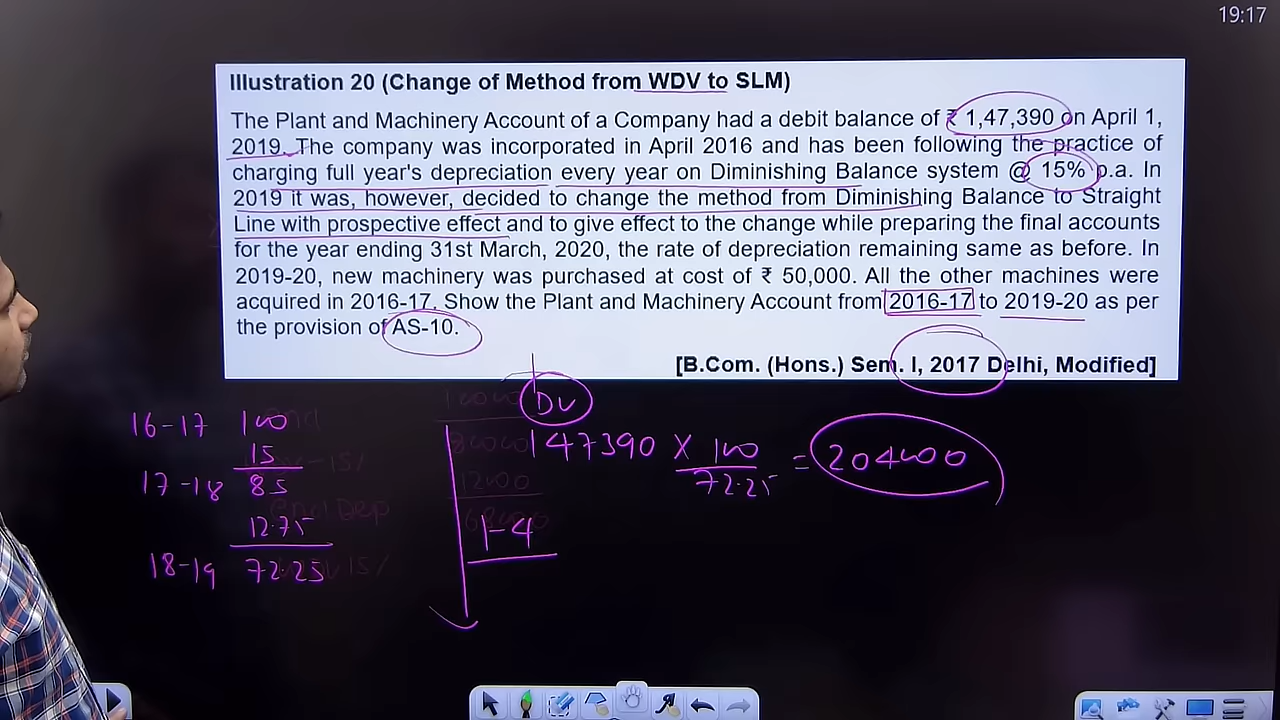 19:17
Illustration 20 (Change of Method from WDV to SLM)
The Plant and Machinery Account of a Company had a debit balance of ₹ 1,47,390 on April 1,
2019. The company was incorporated in April 2016 and has been following the practice of
charging full year's depreciation every year on Diminishing Balance system @ 15% p.a. In
2019 it was, however, decided to change the method from Diminishing Balance to Straight
Line with prospective effect and to give effect to the change while preparing the final accounts
for the year ending 31st March, 2020, the rate of depreciation remaining same as before. In
2019-20, new machinery was purchased at cost of ₹ 50,000. All the other machines were
acquired in 2016-17. Show the Plant and Machinery Account from 2016-17 to 2019-20 as per
the provision of AS-10.
[B.Com. (Hons.) Sem. I, 2017 Delhi, Modified]
16-17 100
15
17-18 85
12.75
18-19 72.25
DV
147390 X 100 = 204000
72.25
1-4